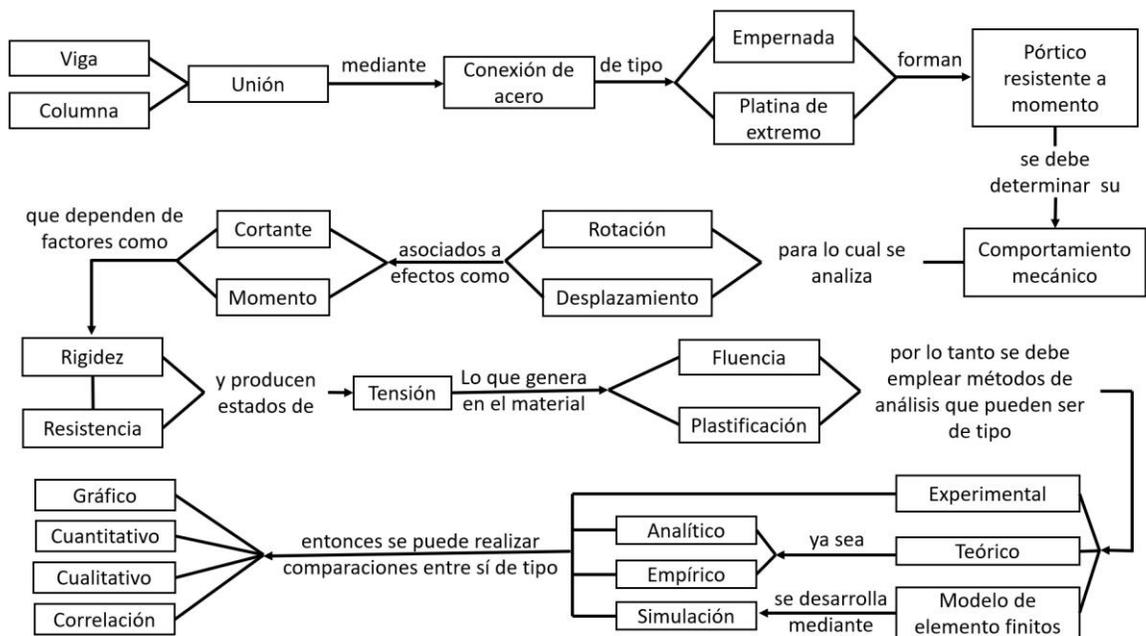 Viga
Columna
Unión
mediante
Conexión de
acero
de tipo
Empernada
Platina de
extremo
forman
Pórtico
resistente a
momento
se debe
determinar su
Comportamiento
mecánico
para lo cual se
analiza
Rotación
Desplazamiento
asociados a
efectos como
Cortante
Momento
que dependen de
factores como
Rigidez
Resistencia
y producen
estados de
Tensión
Lo que genera
en el material
Fluencia
Plastificación
por lo tanto se debe
emplear métodos de
análisis que pueden ser
de tipo
Experimental
Teórico
Modelo de
elemento finitos
ya sea
se desarrolla
mediante
Analítico
Empírico
Simulación
entonces se puede realizar
comparaciones entre sí de tipo
Gráfico
Cuantitativo
Cualitativo
Correlación